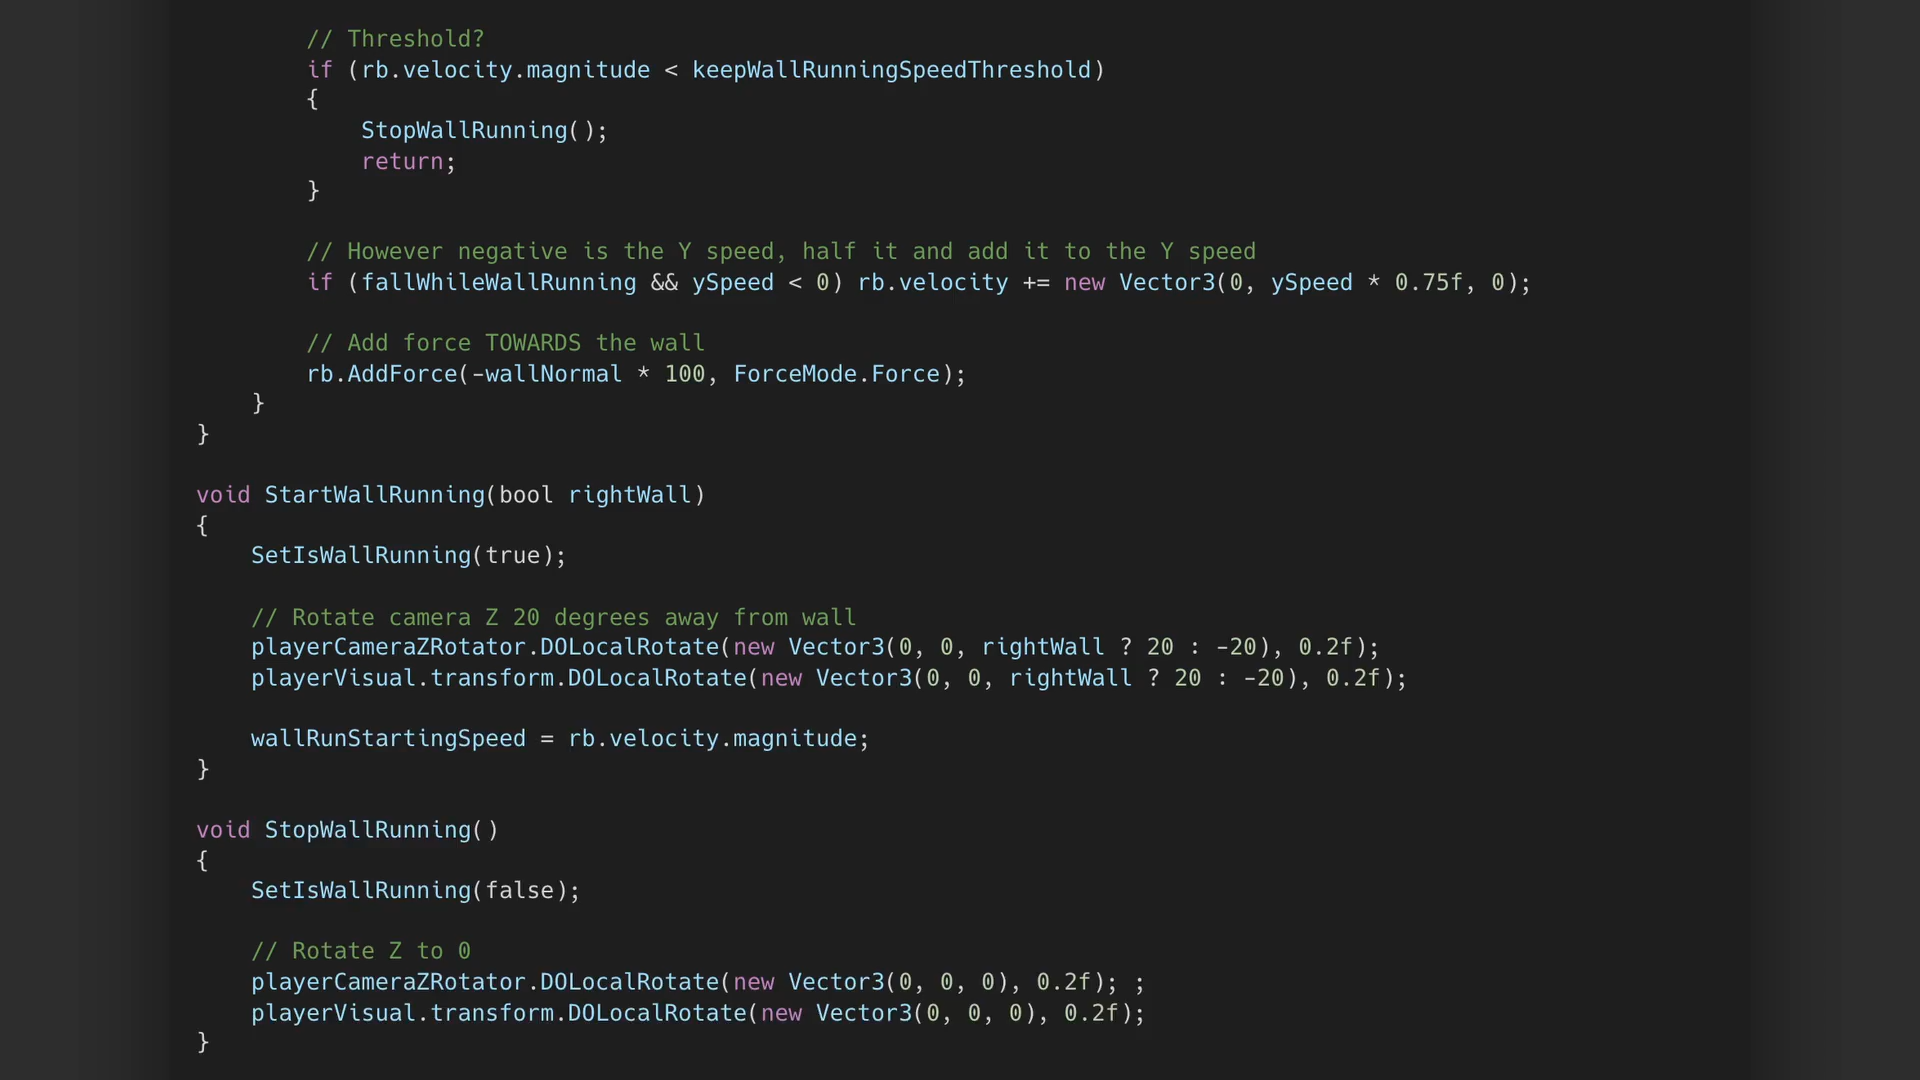 // Threshold?
if (rb.velocity.magnitude < keepWallRunningSpeedThreshold)
{
StopWallRunning();
return;
}
// However negative is the Y speed, half it and add it to the Y speed
if (fallWhileWallRunning && ySpeed < 0) rb.velocity += new Vector3(0, ySpeed * 0.75f, 0);
// Add force TOWARDS the wall
rb.AddForce(-wallNormal * 100, ForceMode.Force);
}
}
void StartWallRunning(bool rightWall)
{
SetIsWallRunning(true);
// Rotate camera Z 20 degrees away from wall
playerCameraZRotator.DOLocalRotate(new Vector3(0, 0, rightWall ? 20 : -20), 0.2f);
playerVisual.transform.DOLocalRotate(new Vector3(0, 0, rightWall ? 20 : -20), 0.2f);
wallRunStartingSpeed = rb.velocity.magnitude;
}
void StopWallRunning()
{
SetIsWallRunning(false);
// Rotate Z to 0
playerCameraZRotator.DOLocalRotate(new Vector3(0, 0, 0), 0.2f); ;
playerVisual.transform.DOLocalRotate(new Vector3(0, 0, 0), 0.2f);
}